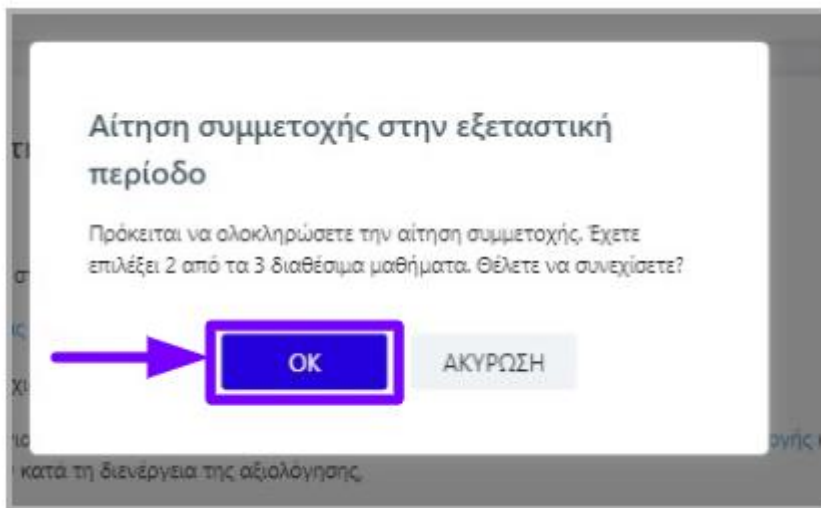 Αίτηση συμμετοχής στην εξεταστική
περίοδο
Πρόκειται να ολοκληρώσετε την αίτηση συμμετοχής. Έχετε
επιλέξει 2 από τα 3 διαθέσιμα μαθήματα. Θέλετε να συνεχίσετε?
OK
ΑΚΥΡΩΣΗ
κατά τη διενέργεια της αξιολόγησης,